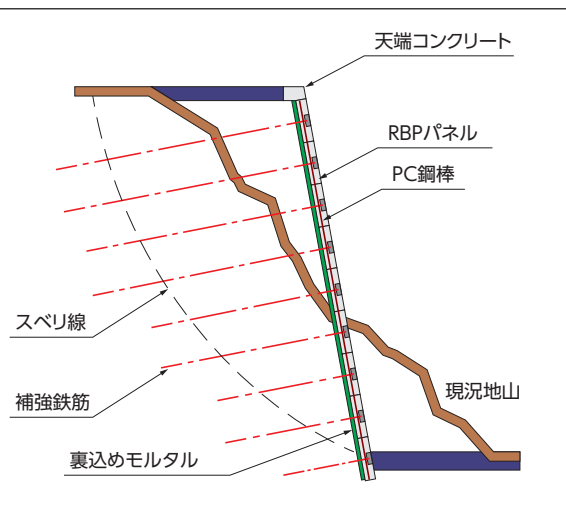 天端コンクリート
RBPパネル
PC鋼棒
スベリ線
補強鉄筋
現況地山
裏込めモルタル